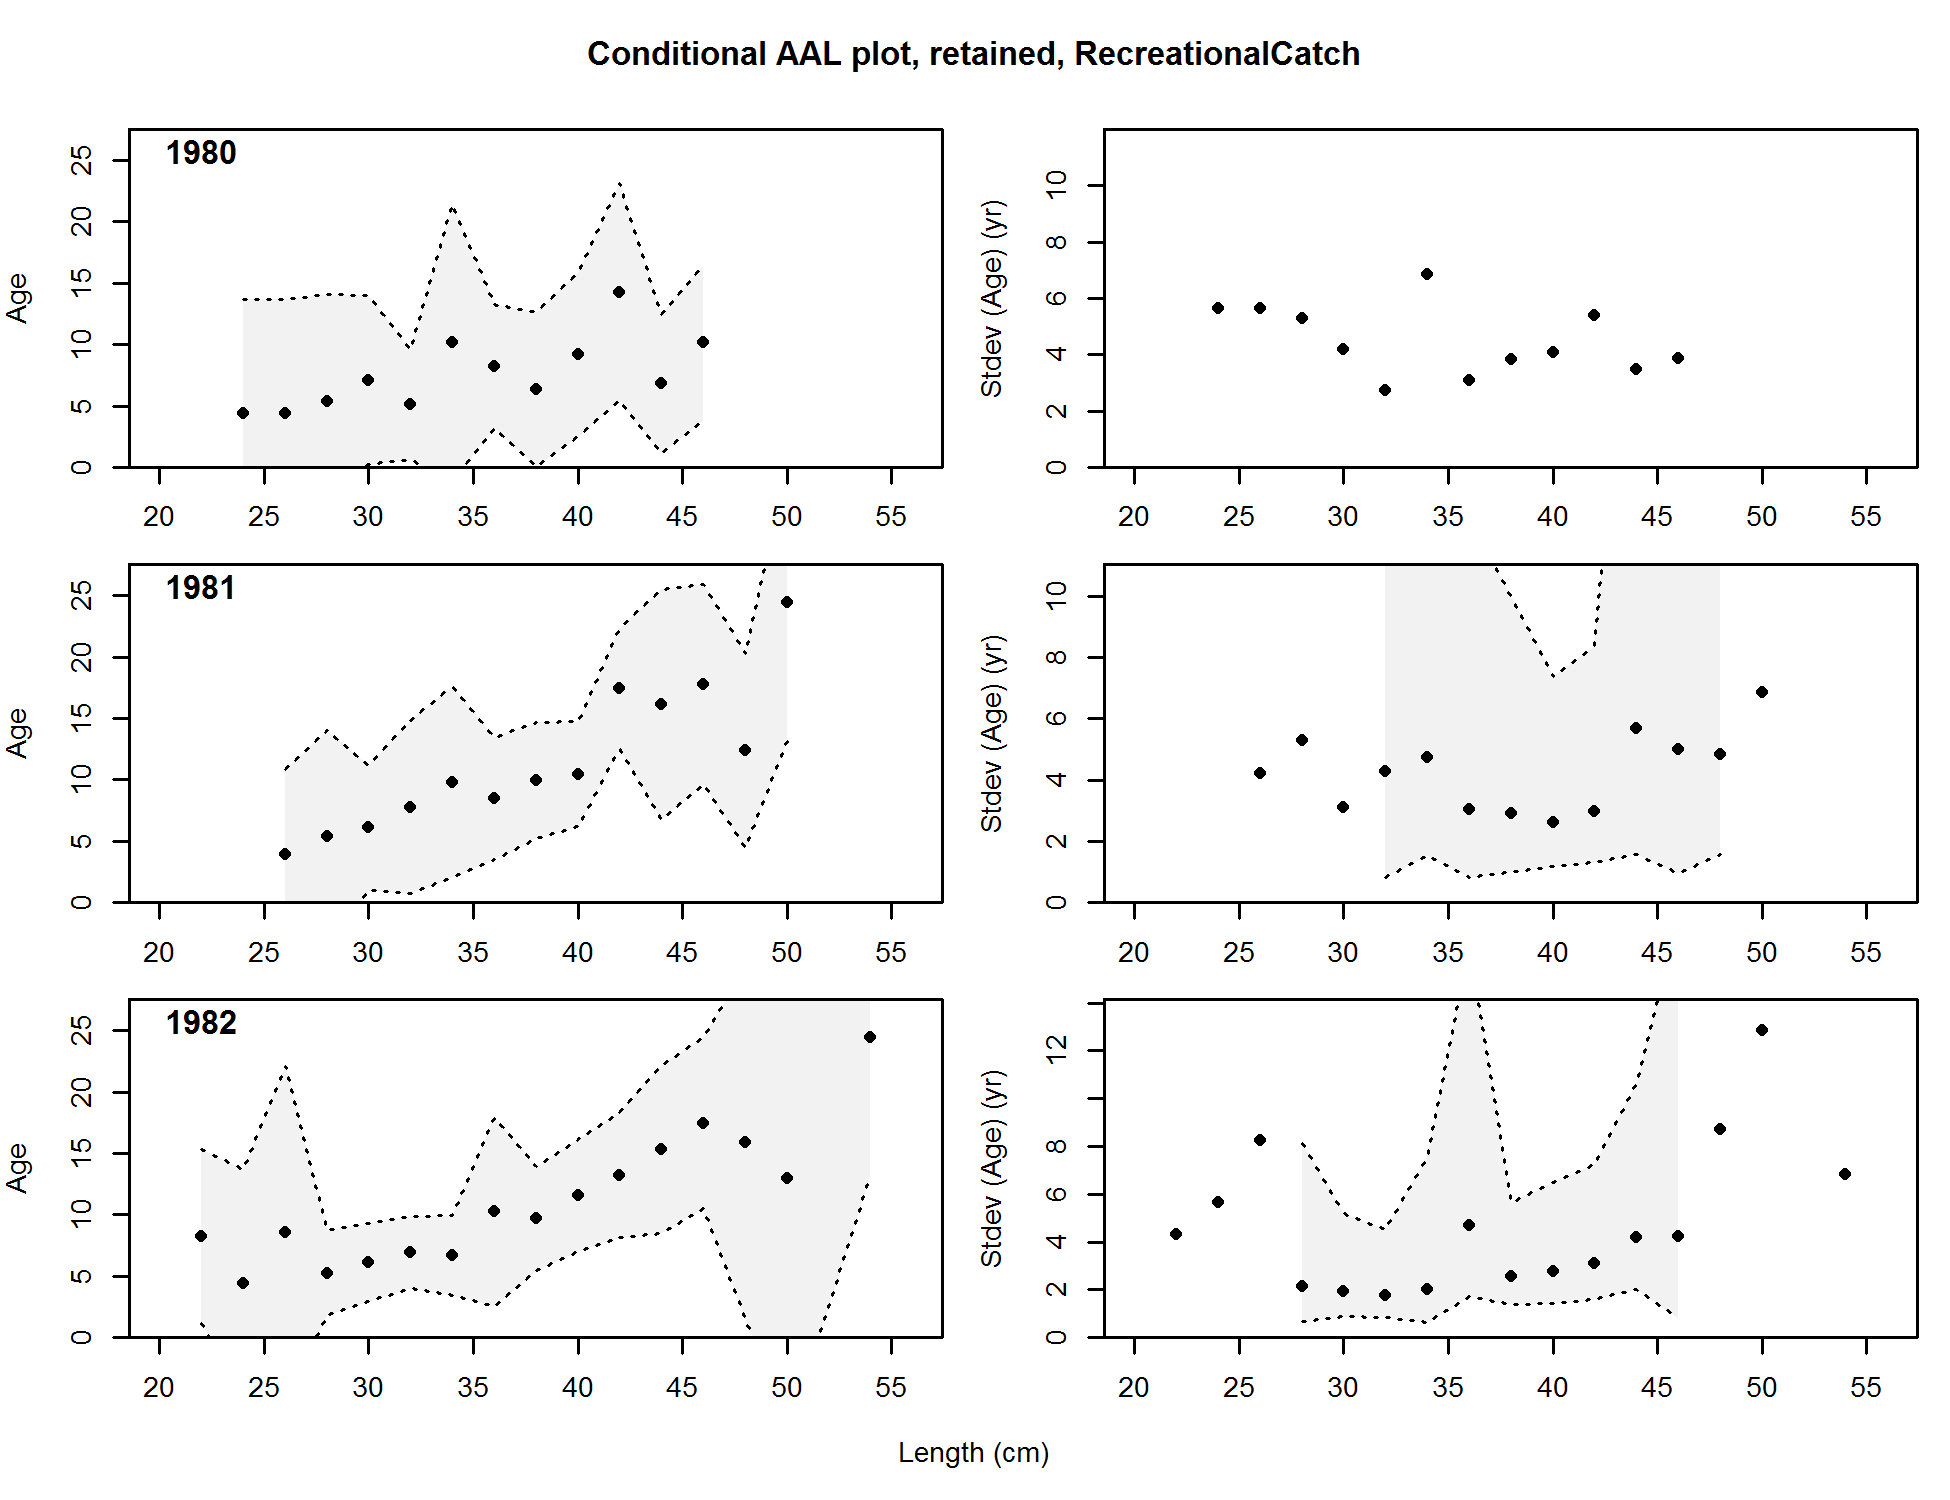 Conditional AAL plot, retained, RecreationalCatch
1980
Age
0 5 10 15 20 25
20 25 30 35 40 45 50 55
Stdev (Age) (yr)
0 2 4 6 8 10
20 25 30 35 40 45 50 55
1981
Age
0 5 10 15 20 25
20 25 30 35 40 45 50 55
Stdev (Age) (yr)
0 2 4 6 8 10
20 25 30 35 40 45 50 55
1982
Age
0 5 10 15 20 25
20 25 30 35 40 45 50 55
Stdev (Age) (yr)
0 2 4 6 8 12
20 25 30 35 40 45 50 55
Length (cm)